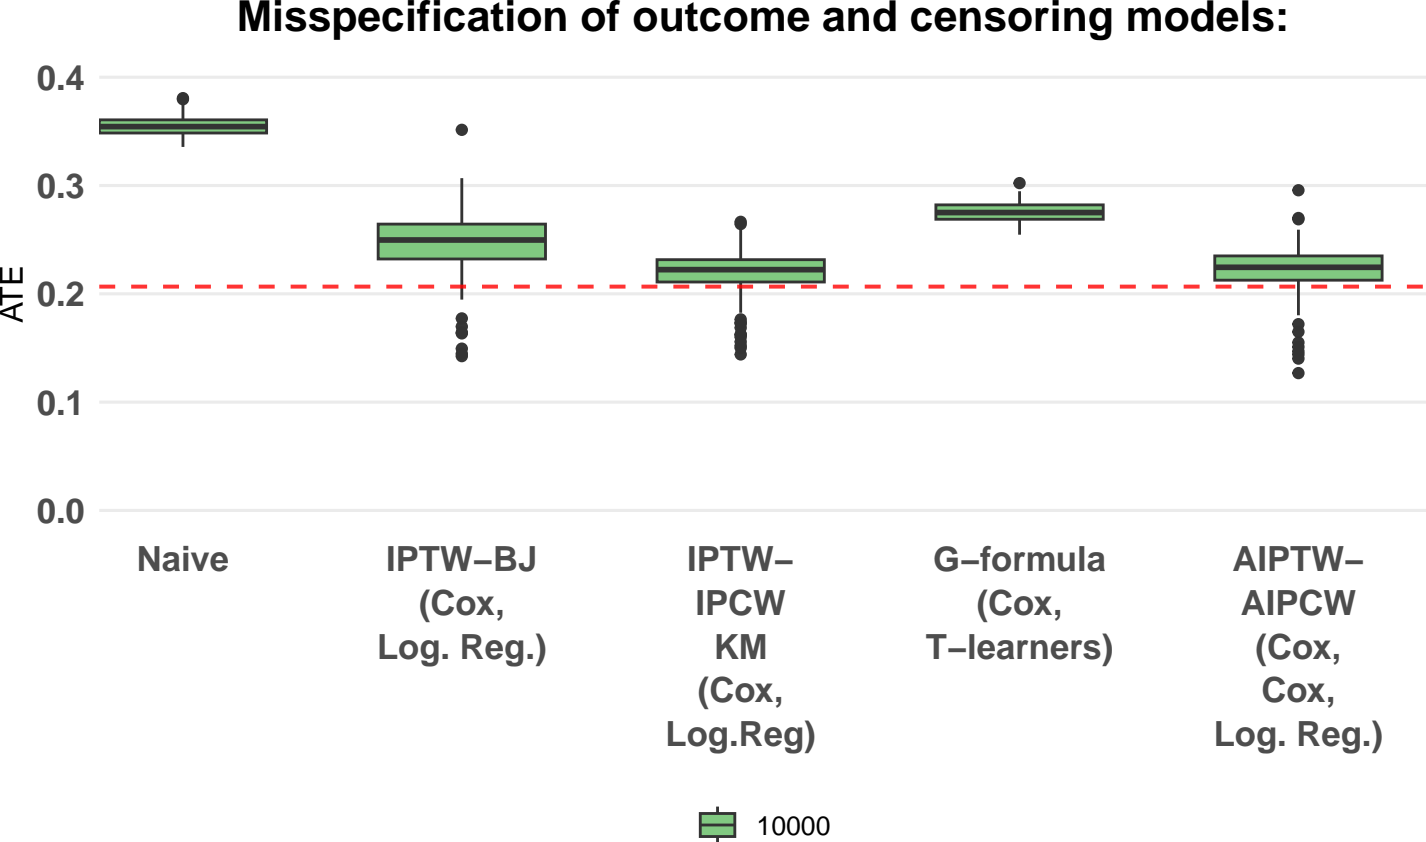 Misspecification of outcome and censoring models:
0.4
0.3
0.2
0.1
0.0
ATE
Naive
IPTW−BJ
(Cox,
Log. Reg.)
IPTW−
IPCW
KM
(Cox,
Log.Reg)
G−formula
(Cox,
T−learners)
AIPTW−
AIPCW
(Cox,
Cox,
Log. Reg.)
10000